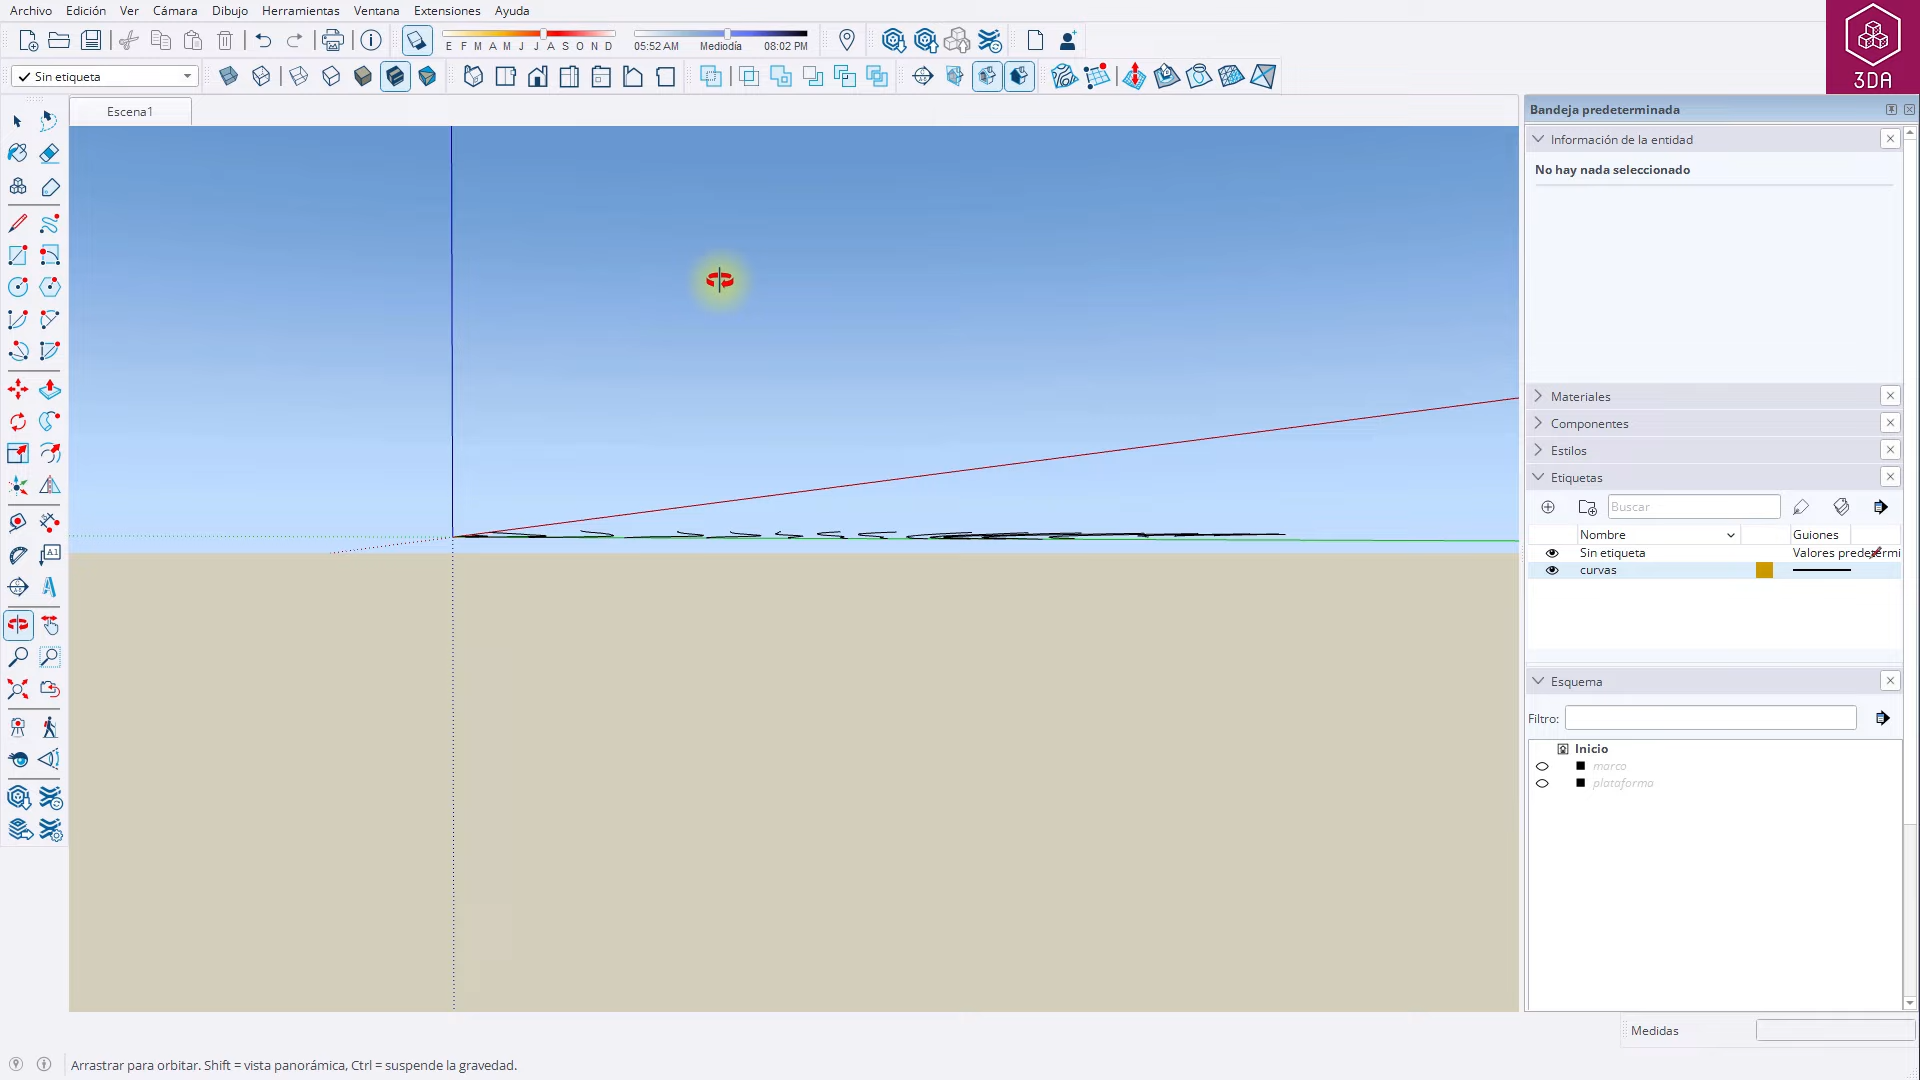 Archivo Edición Ver Cámara Dibujo Herramientas Ventana Extensiones Ayuda
E F M A M J J A S O N D
05:52 AM Mediodía 08:02 PM
3DA
Sin etiqueta
Escena1
Bandeja predeterminada
Información de la entidad
No hay nada seleccionado
Materiales
Componentes
Estilos
Etiquetas
Buscar
Nombre Guiones
Sin etiqueta Valores predetermi
curvas
Esquema
Filtro:
Inicio
marco
plataforma
Medidas
Arrastrar para orbitar. Shift = vista panorámica, Ctrl = suspende la gravedad.